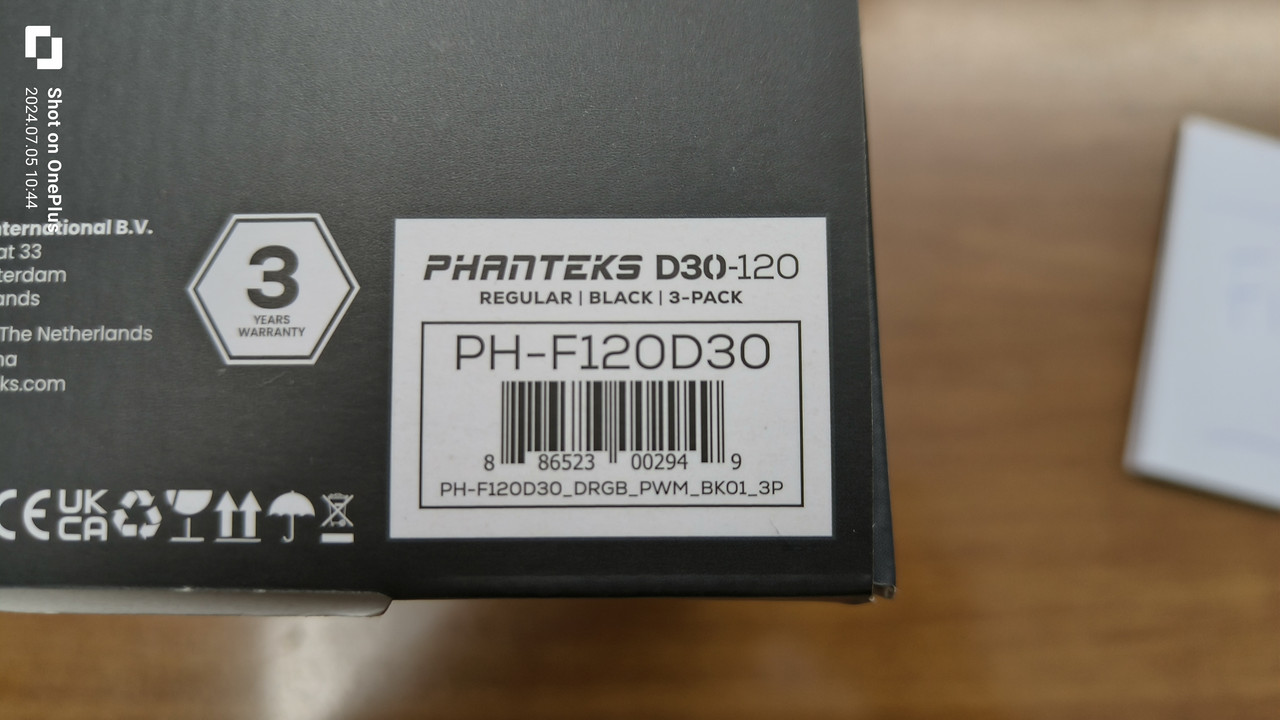 Shot on OnePlus
2024.07.05 10:44
nternational B.V.
at 33
terdam
ands
The Netherlands
na
ks.com
3
YEARS
WARRANTY
PHANTEKS D30-120
REGULAR | BLACK | 3-PACK
PH-F120D30
8 86523 00294 9
PH-F120D30_DRGB_PWM_BK01_3P
CE UK
CA